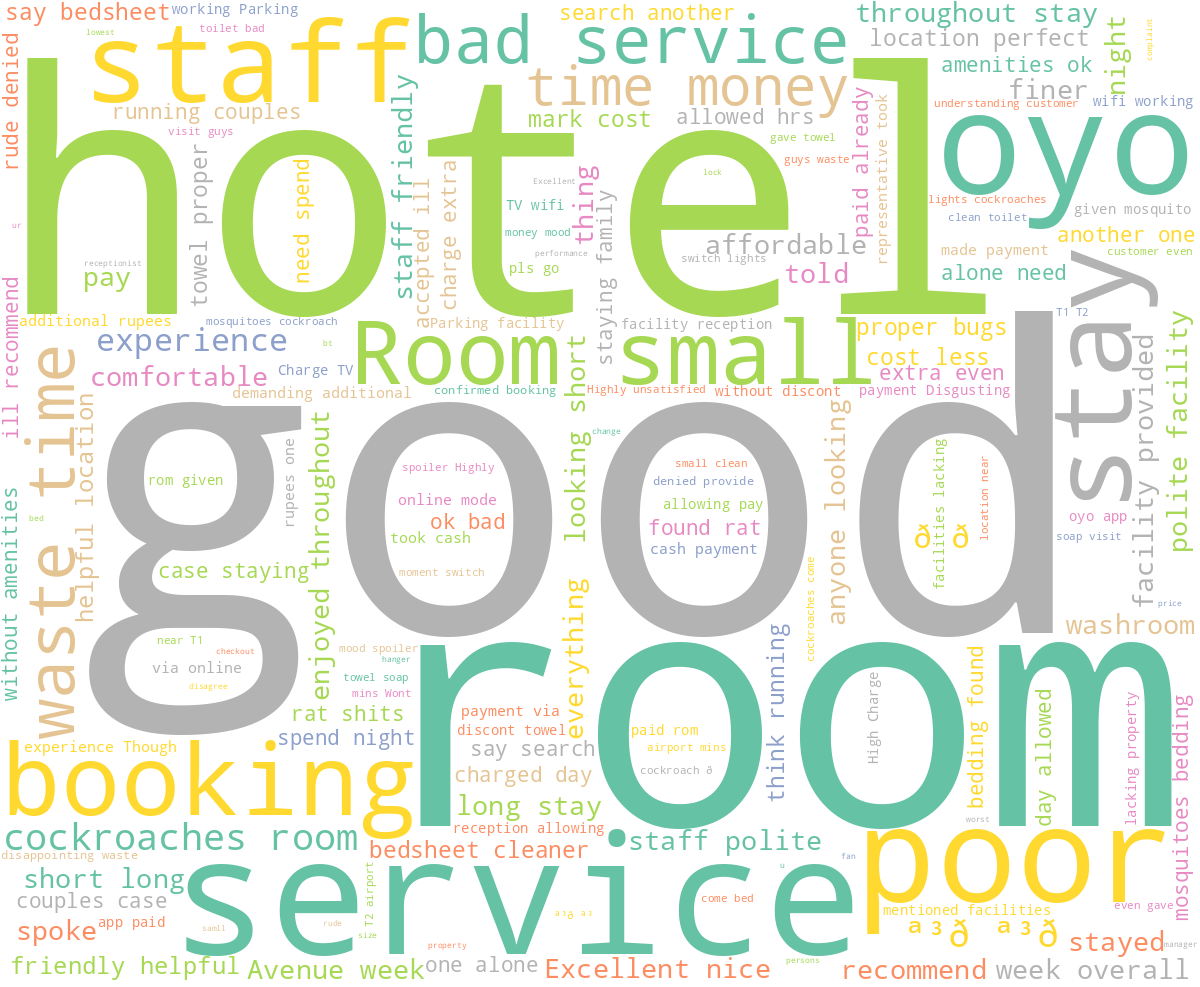 say bedsheet
working Parking
search another
throughout stay
lowest
toilet bad
staff
bad service
location perfect
night
complaint
rude denied
amenities ok
time money
finer
running couples
mark cost
allowed hrs
understanding customer
wifi working
oyo
visit guys
gave towel
paid already
representative took
hotel
towel proper
need spend
staff friendly
accepted ill
charge extra
Excellent
TV wifi
money mood
performance
pls go
thing
staying family
guys waste
lock
affordable
switch lights
told
lights cockroaches
clean toilet
given mosquito
another one
customer even
made payment
alone need
ur
receptionist
pay
additional rupees
mosquitoes cockroach
Parking facility
facility reception
proper bugs
T1 T2
stay
ill recommend
experience
bt
Room small
cost less
comfortable
Charge TV
extra even
demanding additional
confirmed booking
Highly unsatisfied
without discont
payment Disgusting
waste time
helpful location
rupees one
enjoyed throughout
looking short
change
anyone looking
facility provided
polite facility
good
rom given
spoiler Highly
online mode
ok bad
took cash
moment switch
small clean
denied provide
allowing pay
found rat
cash payment
ð ð
facilities lacking
location near
oyo app
soap visit
bed
without amenities
case staying
everything
cockroaches come
price
washroom
near T1
via online
checkout
disagree
mood spoiler
hanger
towel soap
mins Wont
rat shits
spend night
room
payment via
discont towel
say search
charged day
long stay
reception allowing
paid rom
airport mins
cockroach ð
think running
High Charge
bedding found
day allowed
lacking property
mosquitoes bedding
experience Though
booking
cockroaches room
staff polite
worst
poor
disappointing waste
bedsheet cleaner
short long
couples case
service
T2 airport
u
fan
come bed
mentioned facilities
even gave
spoke
app paid
samll
rude
size
property
persons
stayed
manager
friendly helpful
Avenue week
one alone
Excellent nice
recommend
week overall